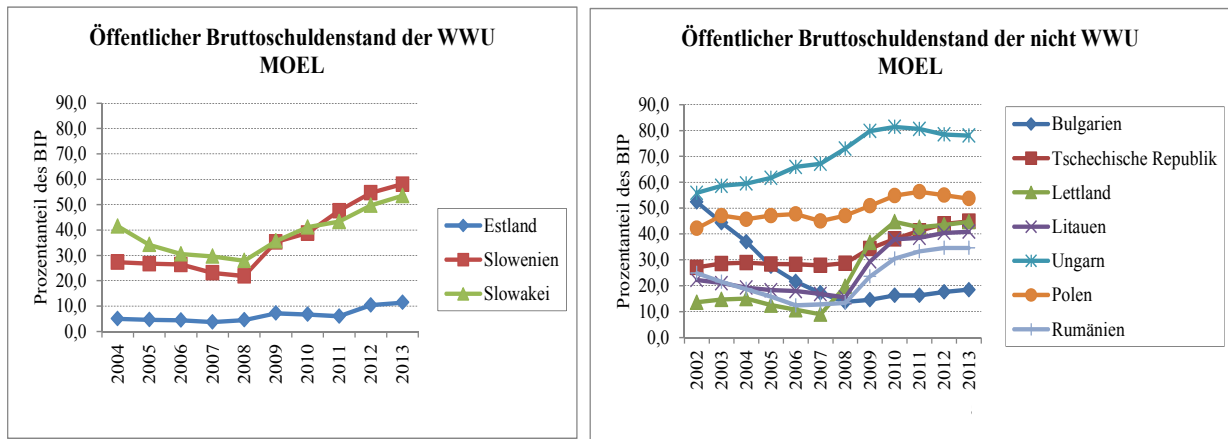 Öffentlicher Bruttoschuldenstand der WWU
MOEL
Prozentanteil des BIP
90,0
80,0
70,0
60,0
50,0
40,0
30,0
20,0
10,0
0,0
2004
2005
2006
2007
2008
2009
2010
2011
2012
2013
Estland
Slowenien
Slowakei
Öffentlicher Bruttoschuldenstand der nicht WWU
MOEL
Prozentanteil des BIP
90,0
80,0
70,0
60,0
50,0
40,0
30,0
20,0
10,0
0,0
2002
2003
2004
2005
2006
2007
2008
2009
2010
2011
2012
2013
Bulgarien
Tschechische Republik
Lettland
Litauen
Ungarn
Polen
Rumänien